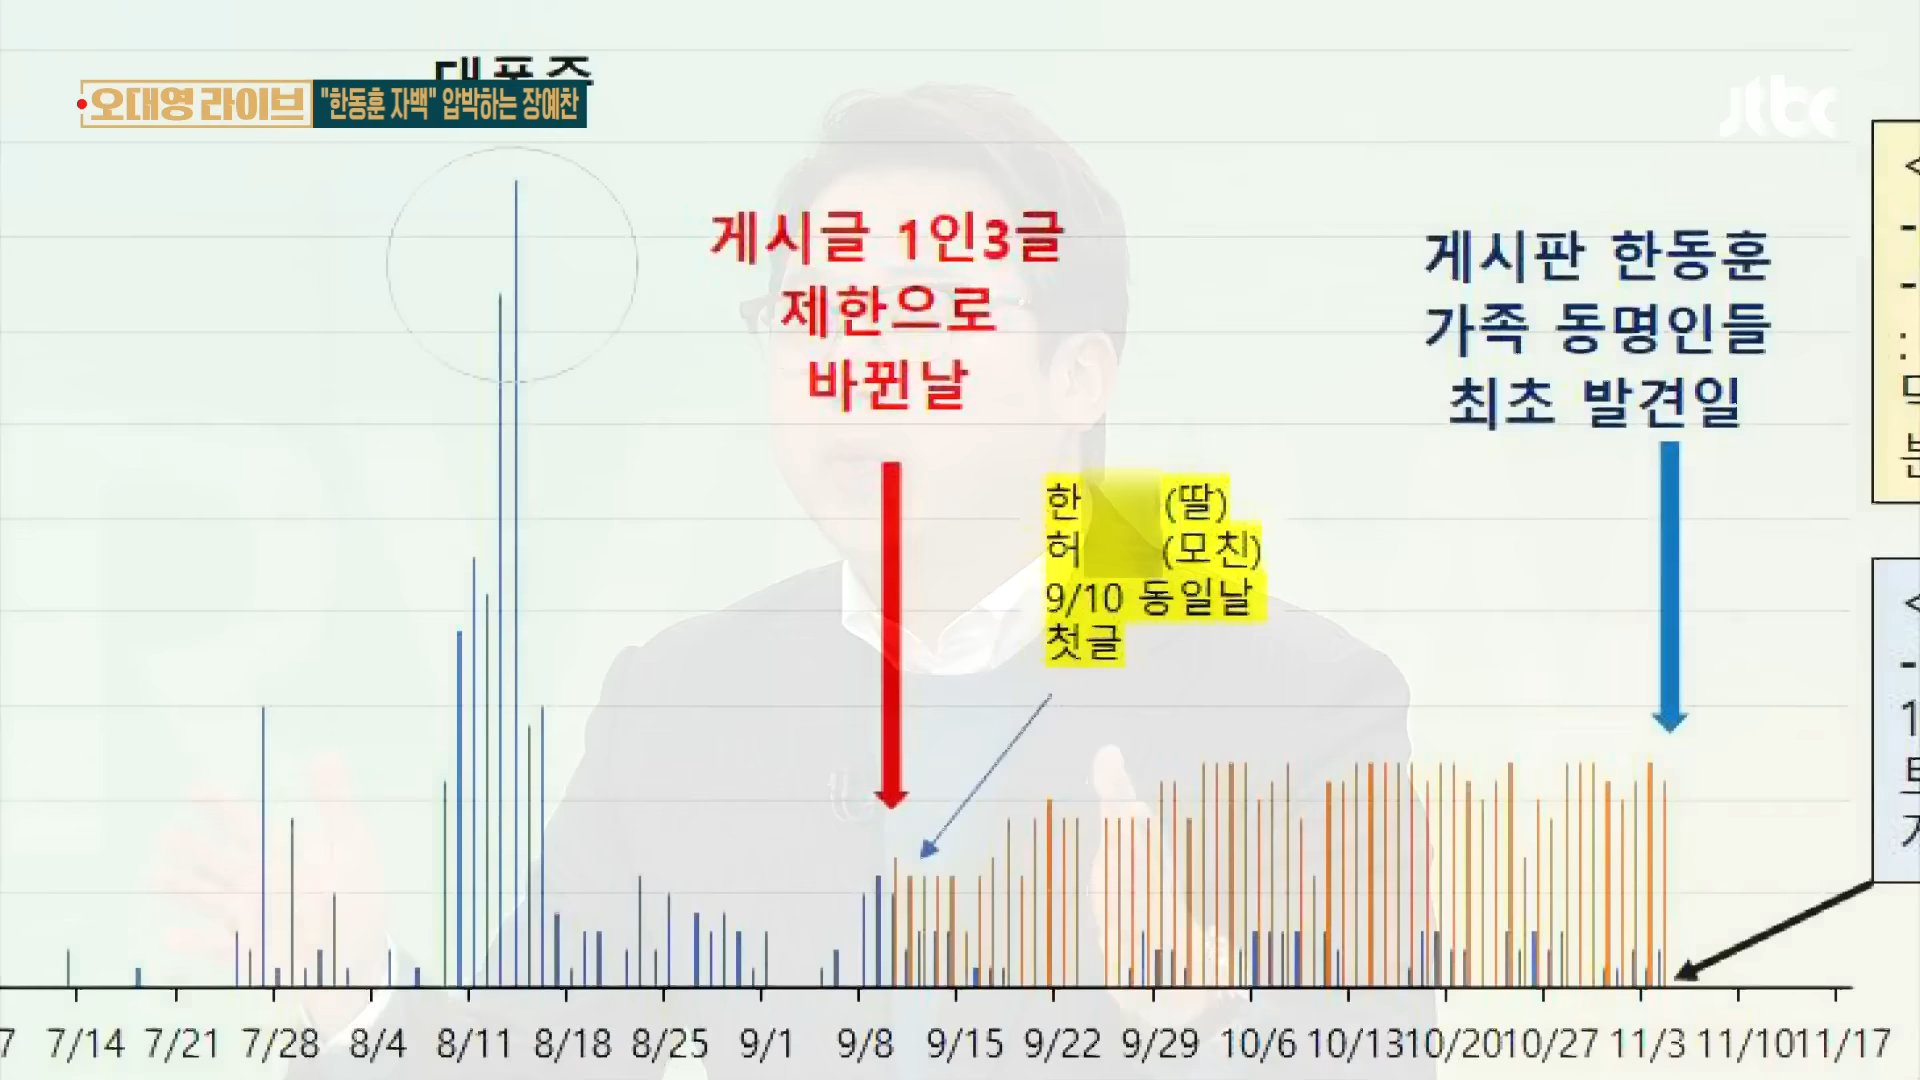 대폭증
오대영 라이브
"한동훈 자백" 압박하는 장예찬
jtbc
게시글 1인3글
제한으로
바뀐날
게시판 한동훈
가족 동명인들
최초 발견일
한 (딸)
허 (모친)
9/10 동일날
첫글
<
-
-
:
<
-
1
7 7/14 7/21 7/28 8/4 8/11 8/18 8/25 9/1 9/8 9/15 9/22 9/29 10/6 10/13 10/20 10/27 11/3 11/10 11/17